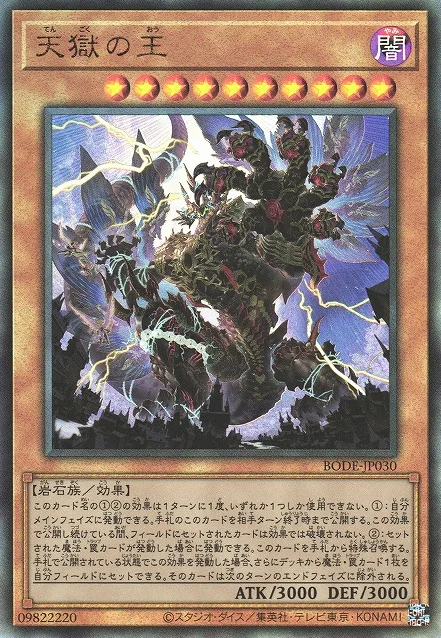 天獄の王
闇
BODE-JP030
【岩石族/効果】
このカード名の①②の効果は1ターンに1度、いずれか1つしか使用できない。①:自分
メインフェイズに発動できる。手札のこのカードを相手ターン終了時まで公開する。この効果
で公開し続けている間、フィールドにセットされたカードは効果では破壊されない。②:セット
された魔法・罠カードが発動した場合に発動できる。このカードを手札から特殊召喚する。
手札に公開されている状態でこの効果を発動した場合、さらにデッキから魔法・罠カード1枚を
自分フィールドにセットできる。そのカードは次のターンのエンドフェイズに除外される。
ATK/3000 DEF/3000
09822220 ©スタジオ・ダイス/集英社・テレビ東京・KONAMI